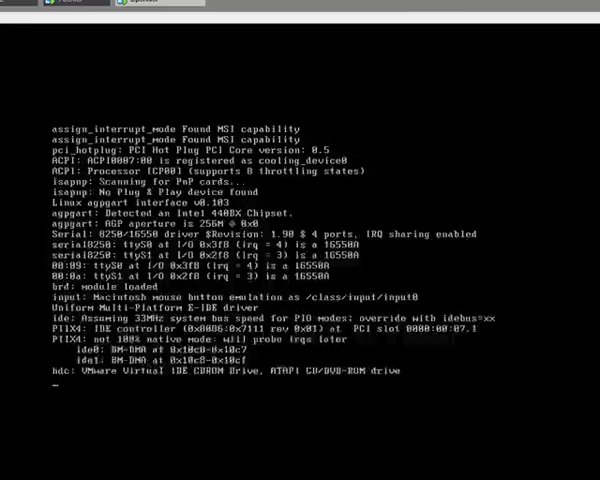 assign_interrupt_mode Found MSI capability
assign_interrupt_mode Found MSI capability
pci_hotplug: PCI Hot Plug PCI Core version: 0.5
ACPI: ACPI0007:00 is registered as cooling_device0
ACPI: Processor [CP00] (supports 8 throttling states)
isapnp: Scanning for PnP cards...
isapnp: No Plug & Play device found
Linux agpgart interface v0.103
agpgart: Detected an Intel 440BX Chipset.
agpgart: AGP aperture is 256M @ 0x0
Serial: 8250/16550 driver $Revision: 1.90 $ 4 ports, IRQ sharing enabled
serial8250: ttyS0 at I/O 0x3f8 (irq = 4) is a 16550A
serial8250: ttyS1 at I/O 0x2f8 (irq = 3) is a 16550A
00:09: ttyS0 at I/O 0x3f8 (irq = 4) is a 16550A
00:0a: ttyS1 at I/O 0x2f8 (irq = 3) is a 16550A
brd: module loaded
input: Macintosh mouse button emulation as /class/input/input0
Uniform Multi-Platform E-IDE driver
ide: Assuming 33MHz system bus speed for PIO modes; override with idebus=xx
PIIX4: IDE controller (0x8086:0x7111 rev 0x01) at  PCI slot 0000:00:07.1
PIIX4: not 100% native mode: will probe irqs later
ide0: BM-DMA at 0x10c0-0x10c7
ide1: BM-DMA at 0x10c8-0x10cf
hdc: VMware Virtual IDE CDROM Drive, ATAPI CD/DVD-ROM drive